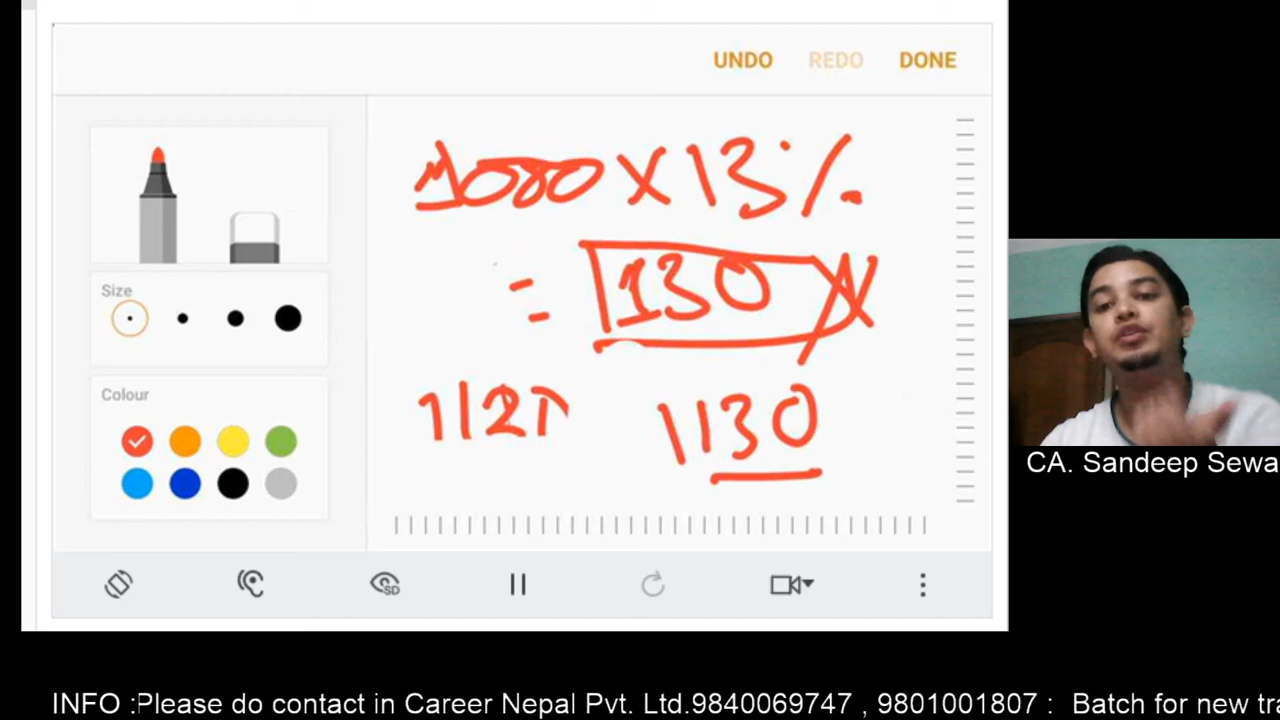 UNDO REDO DONE
1000 x 13%
Size
= 130
Colour
1130
SD
CA. Sandeep Sewa
INFO :Please do contact in Career Nepal Pvt. Ltd.9840069747 , 9801001807 : Batch for new tra